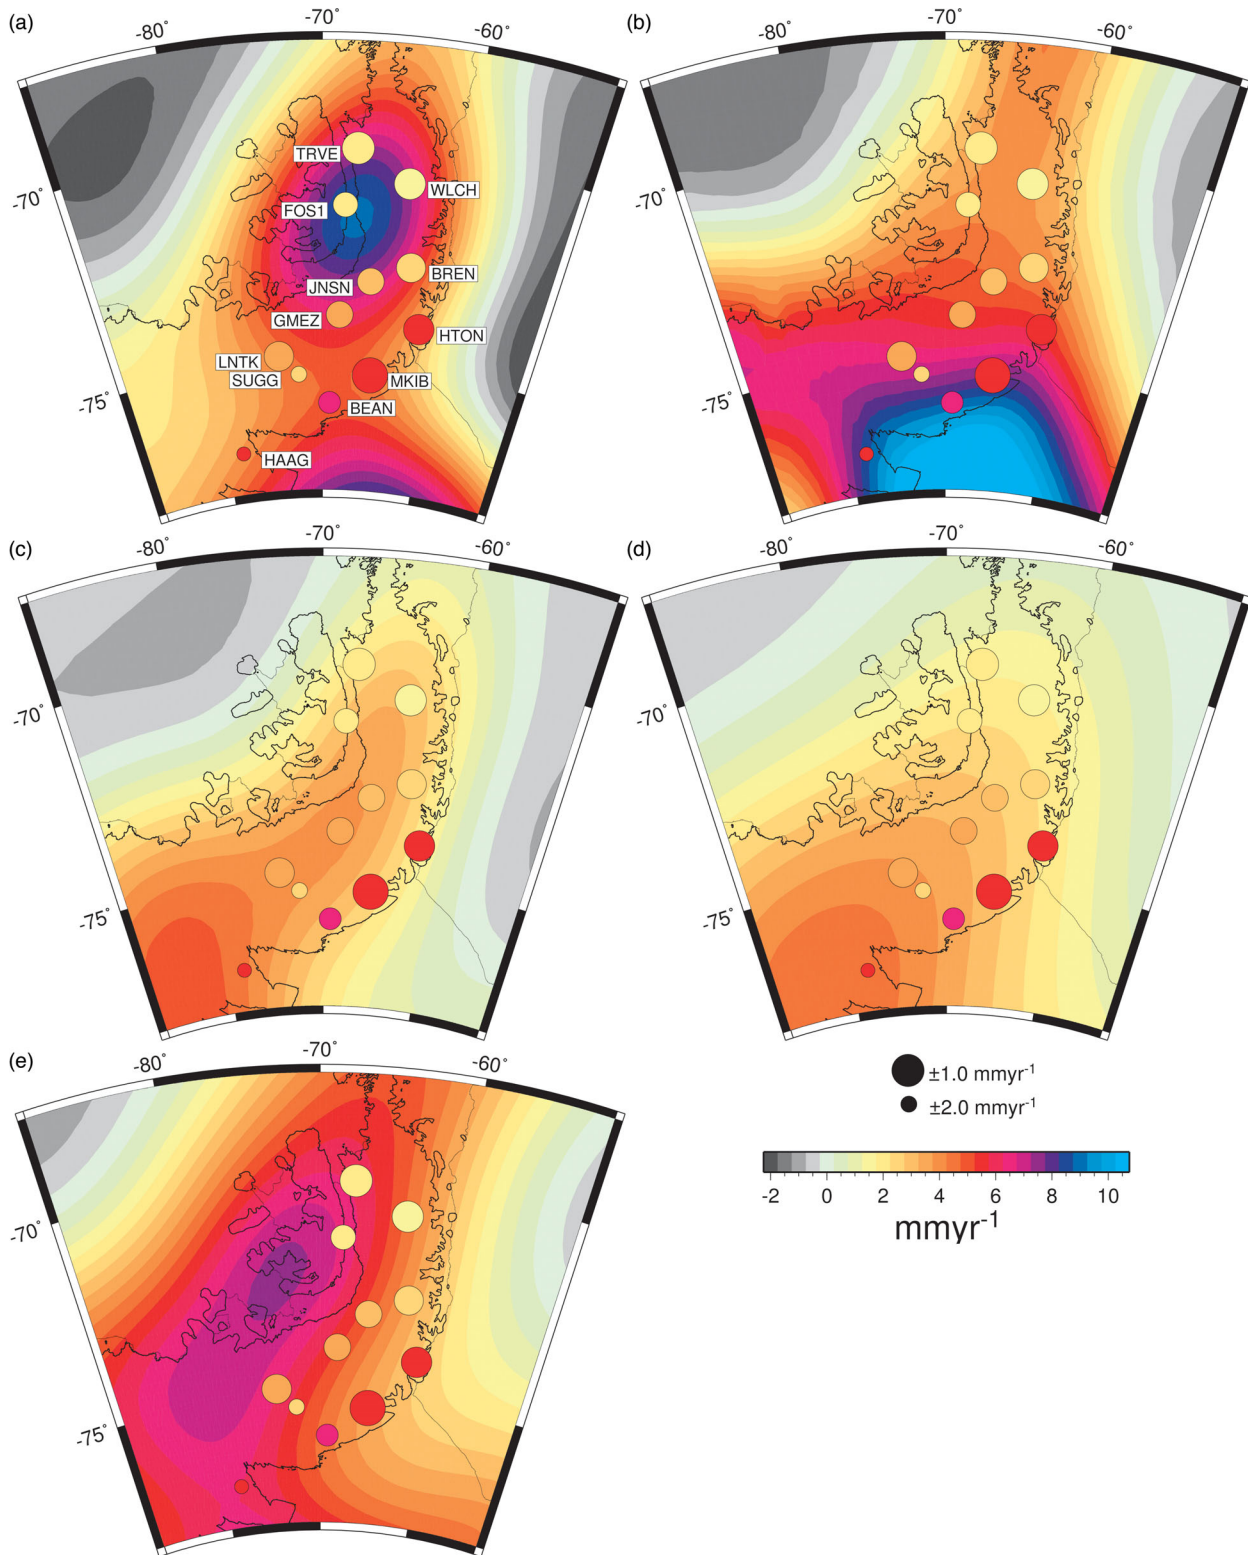 (a)
-80°
-70°
-60°
-70°
-75°
TRVE
WLCH
FOS1
BREN
JNSN
GMEZ
HTON
LNTK
SUGG
MKIB
BEAN
HAAG
(b)
-80°
-70°
-60°
-70°
-75°
(c)
-80°
-70°
-60°
-70°
-75°
(d)
-80°
-70°
-60°
-70°
-75°
(e)
-80°
-70°
-60°
-70°
-75°
±1.0 mmyr⁻¹
±2.0 mmyr⁻¹
-2 0 2 4 6 8 10
mmyr⁻¹